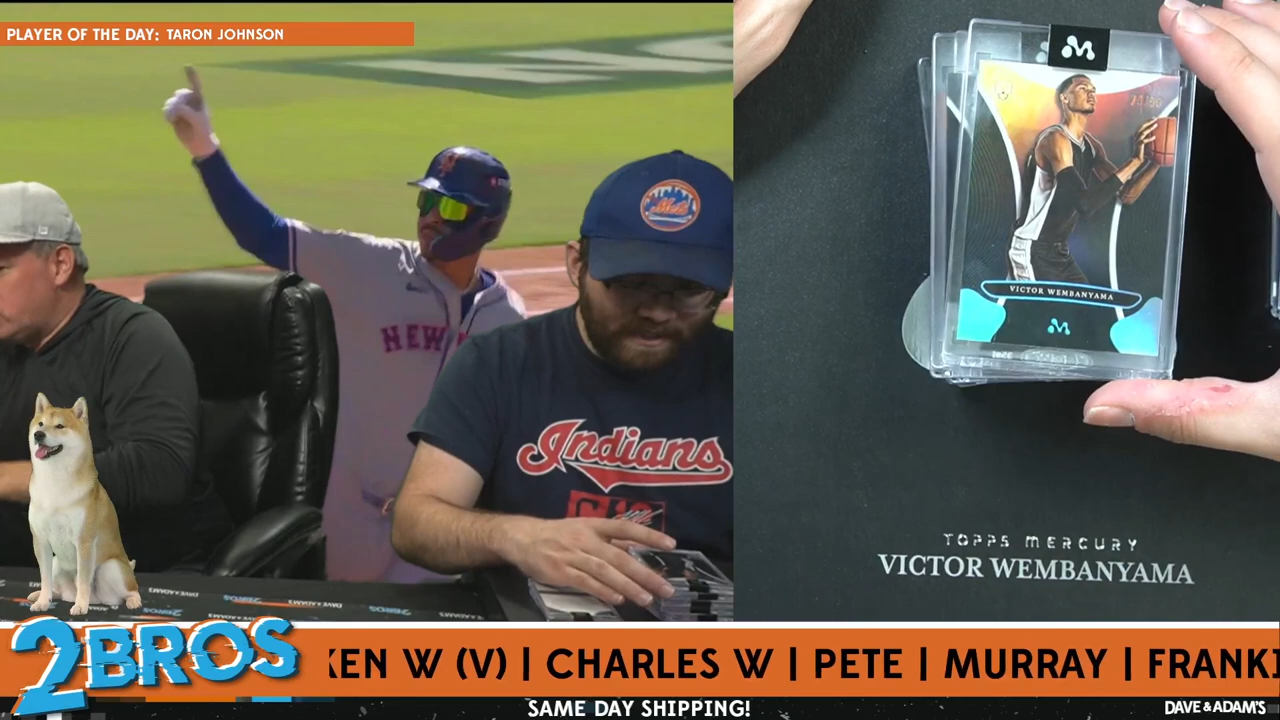 PLAYER OF THE DAY: TARON JOHNSON
NEW
Mets
Indians
VICTOR WEMBANYAMA
TOPPS MERCURY
VICTOR WEMBANYAMA
2BROS
KEN W (V) | CHARLES W | PETE | MURRAY | FRANKI
SAME DAY SHIPPING!
DAVE & ADAM'S